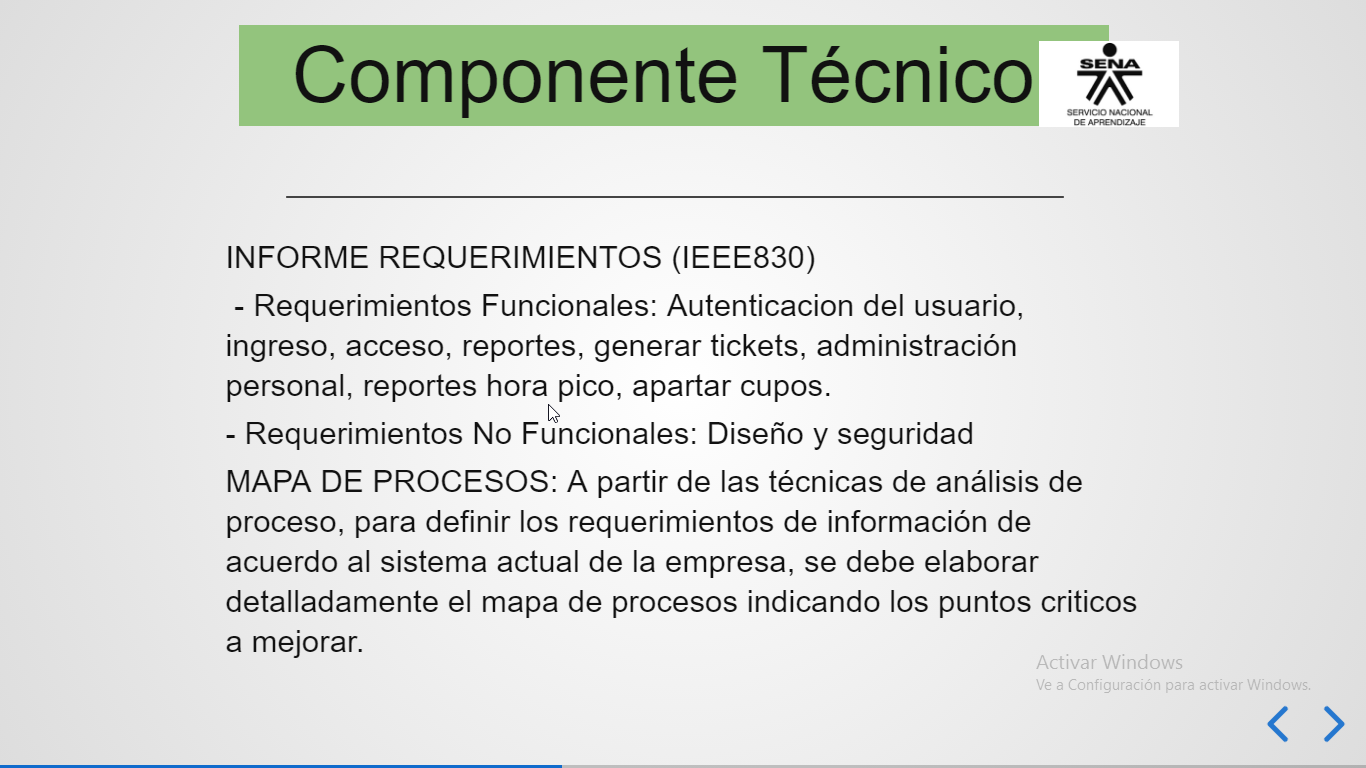 Componente Técnico
SENA
SERVICIO NACIONAL
DE APRENDIZAJE
INFORME REQUERIMIENTOS (IEEE830)
- Requerimientos Funcionales: Autenticacion del usuario,
ingreso, acceso, reportes, generar tickets, administración
personal, reportes hora pico, apartar cupos.
- Requerimientos No Funcionales: Diseño y seguridad
MAPA DE PROCESOS: A partir de las técnicas de análisis de
proceso, para definir los requerimientos de información de
acuerdo al sistema actual de la empresa, se debe elaborar
detalladamente el mapa de procesos indicando los puntos criticos
a mejorar.
Activar Windows
Ve a Configuración para activar Windows.